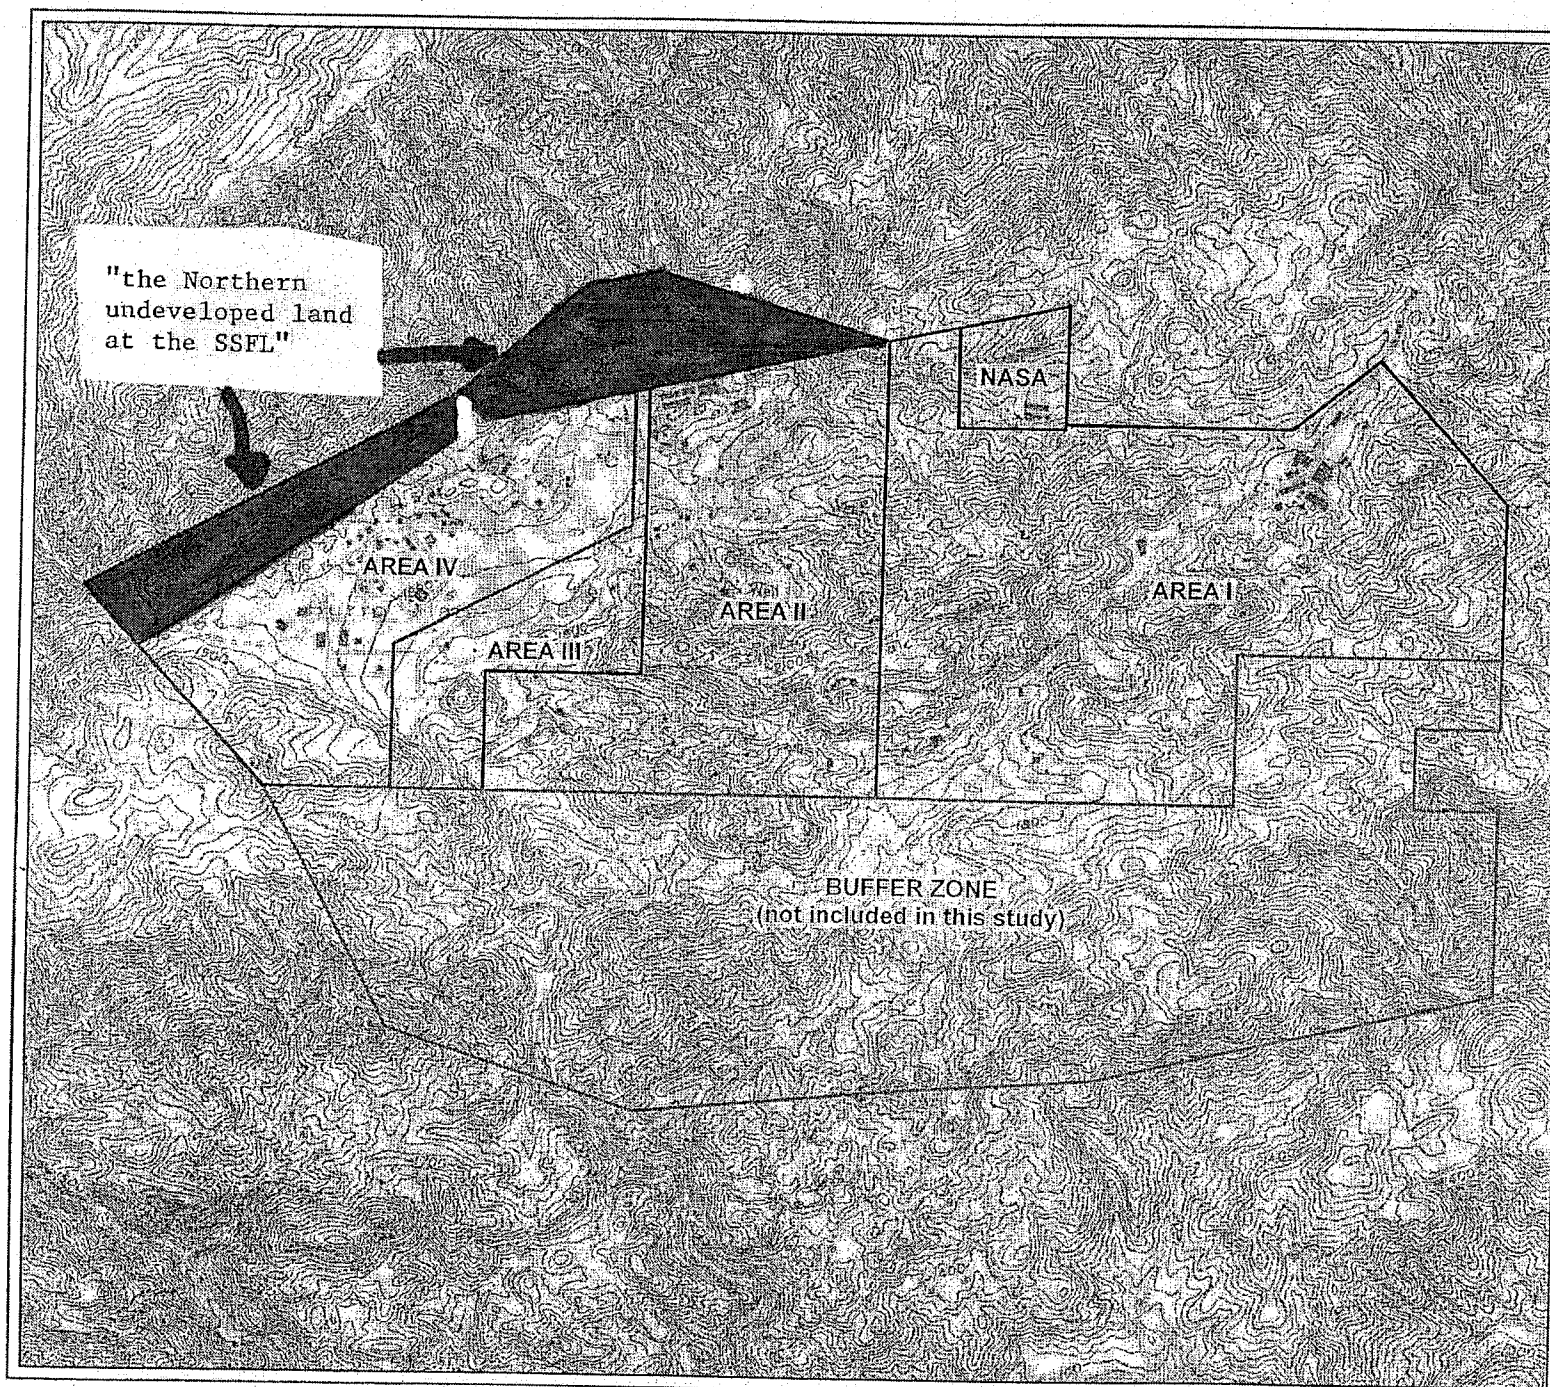 "the Northern
undeveloped land
at the SSFL"
NASA
AREA IV
AREA I
Well
AREA II
AREA III
BUFFER ZONE
(not included in this study)